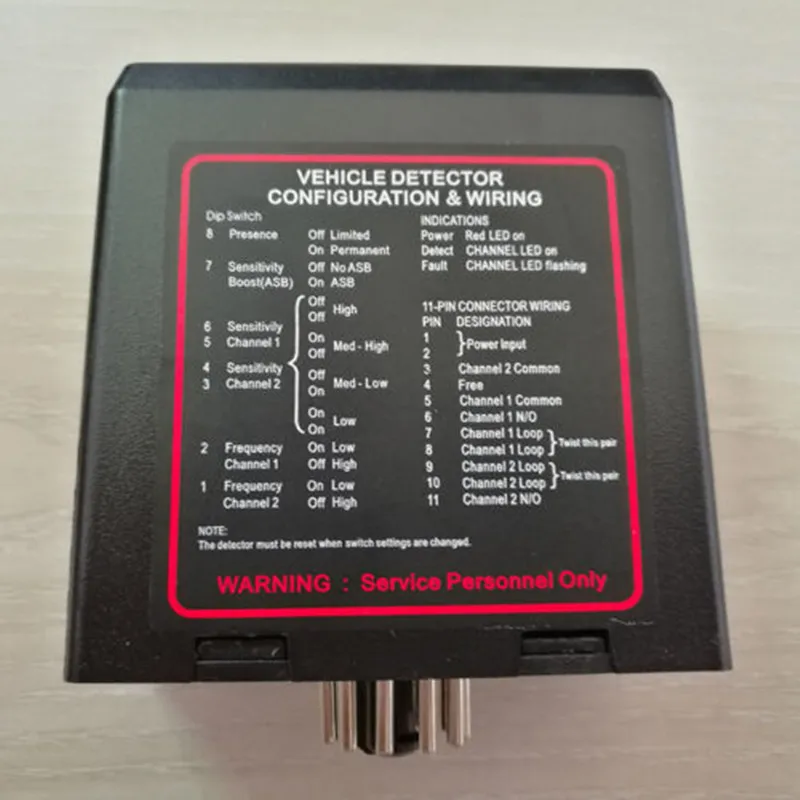 VEHICLE DETECTOR
CONFIGURATION & WIRING
Dip Switch
8 Presence Off Limited
On Permanent
7 Sensitivity Off No ASB
Boost(ASB) On ASB
Off
Off High
6 Sensitivily
5 Channel 1
On
Off Med - High
4 Sensitivity
3 Channel 2
Off
On Med - Low
On
On Low
2 Frequency On Low
Channel 1 Off High
1 Frequency On Low
Channel 2 Off High
INDICATIONS
Power Red LED on
Detect CHANNEL LED on
Fault CHANNEL LED flashing
11-PIN CONNECTOR WIRING
PIN DESIGNATION
1
2 Power Input
3 Channel 2 Common
4 Free
5 Channel 1 Common
6 Channel 1 N/O
7 Channel 1 Loop
8 Channel 1 Loop Twist this pair
9 Channel 2 Loop
10 Channel 2 Loop Twist this pair
11 Channel 2 N/O
NOTE:
The detector must be reset when switch settings are changed.
WARNING : Service Personnel Only